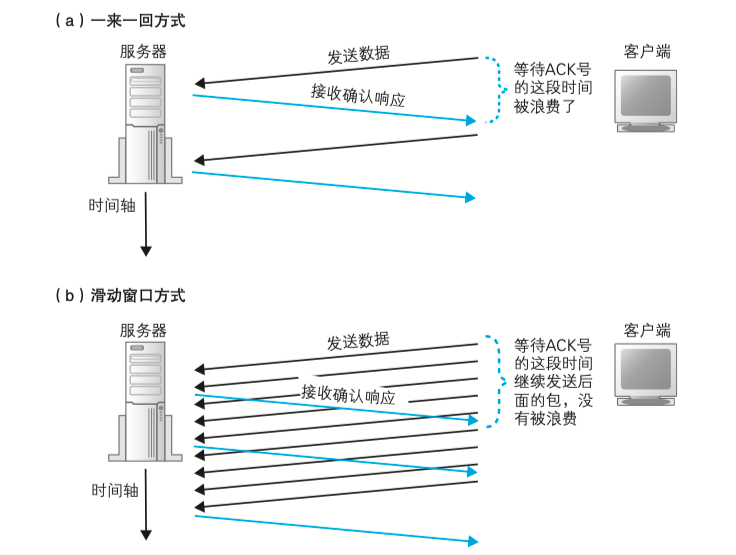 （a）一来一回方式
服务器
发送数据
客户端
接收确认响应
等待ACK号
的这段时间
被浪费了
时间轴
（b）滑动窗口方式
服务器
发送数据
客户端
接收确认响应
等待ACK号
的这段时间
继续发送后
面的包，没
有被浪费
时间轴